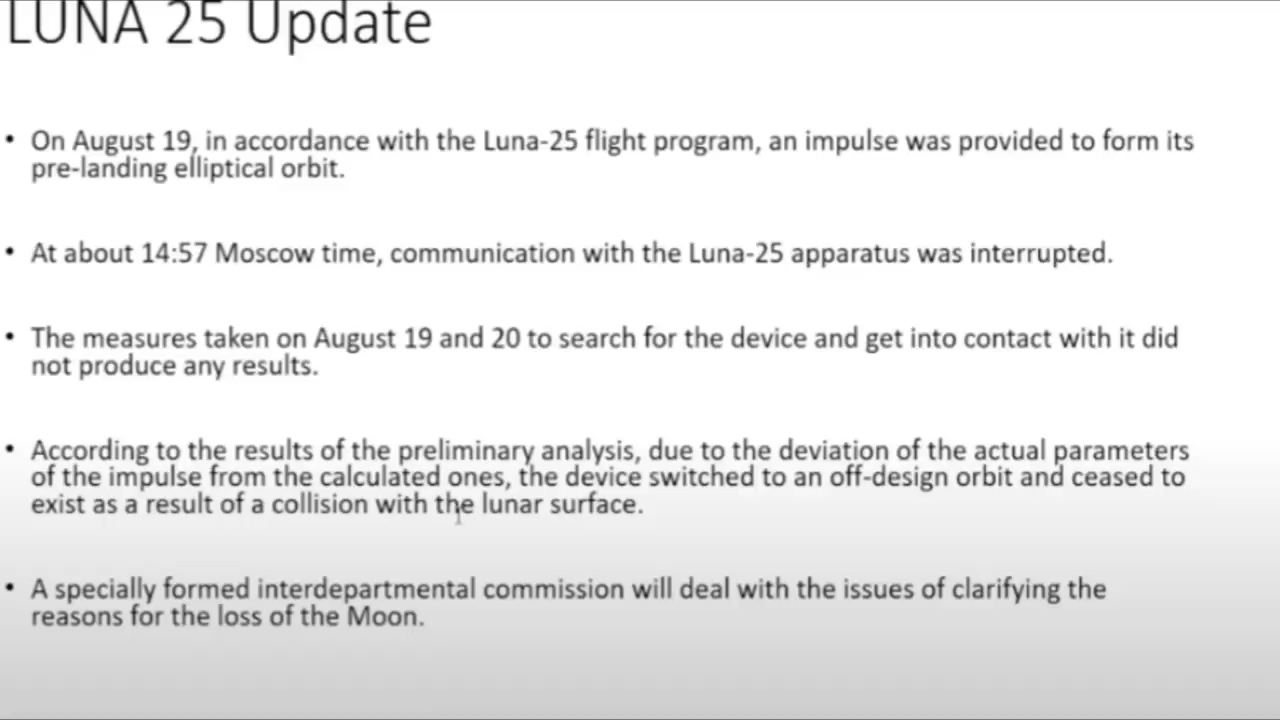 LUNA 25 Update
• On August 19, in accordance with the Luna-25 flight program, an impulse was provided to form its
pre-landing elliptical orbit.
• At about 14:57 Moscow time, communication with the Luna-25 apparatus was interrupted.
• The measures taken on August 19 and 20 to search for the device and get into contact with it did
not produce any results.
• According to the results of the preliminary analysis, due to the deviation of the actual parameters
of the impulse from the calculated ones, the device switched to an off-design orbit and ceased to
exist as a result of a collision with the lunar surface.
• A specially formed interdepartmental commission will deal with the issues of clarifying the
reasons for the loss of the Moon.